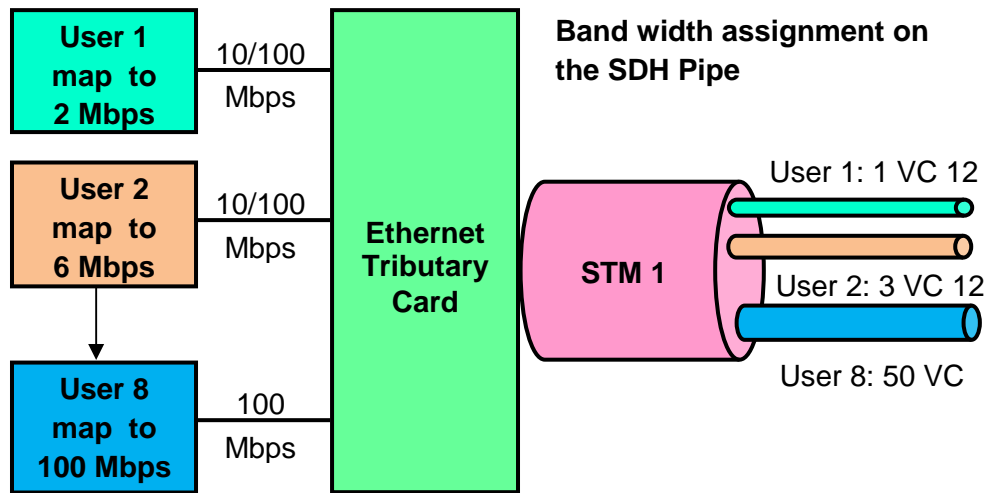 User 1
map to
2 Mbps
10/100
Mbps
Band width assignment on
the SDH Pipe
User 2
map to
6 Mbps
10/100
Mbps
Ethernet
Tributary
Card
STM 1
User 1: 1 VC 12
User 2: 3 VC 12
User 8: 50 VC
User 8
map to
100 Mbps
100
Mbps